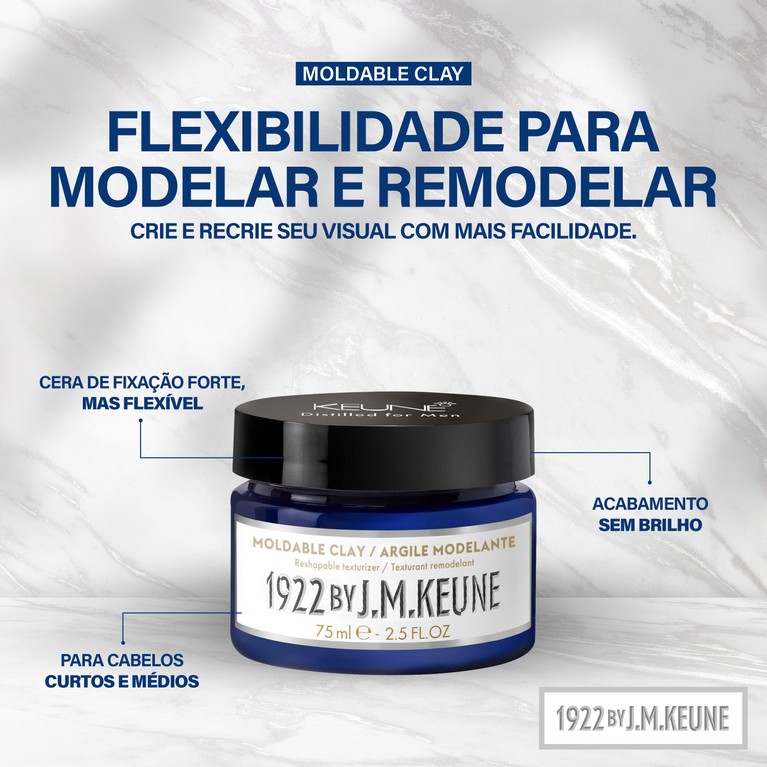 MOLDABLE CLAY
FLEXIBILIDADE PARA
MODELAR E REMODELAR
CRIE E RECRIE SEU VISUAL COM MAIS FACILIDADE.
CERA DE FIXAÇÃO FORTE,
MAS FLEXÍVEL
KEUNE
Distilled for Men
ACABAMENTO
SEM BRILHO
MOLDABLE CLAY / ARGILE MODELANTE
Reshapable texturizer / Texturant remodelant
1922 BY J.M.KEUNE
75 ml e - 2.5 FL.OZ
PARA CABELOS
CURTOS E MÉDIOS
1922 BY J.M.KEUNE